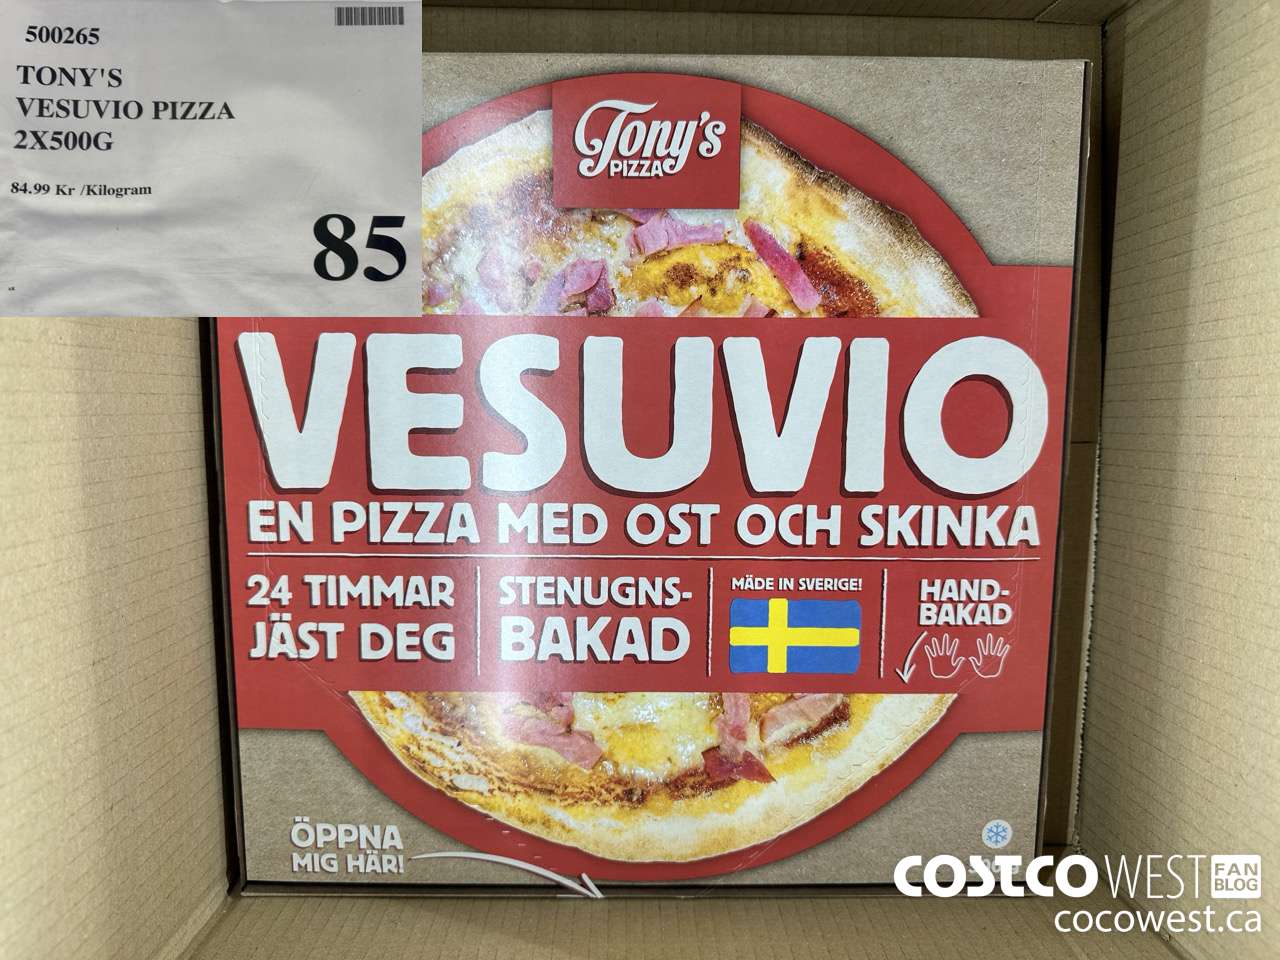 500265
TONY'S
VESUVIO PIZZA
2X500G
84.99 Kr /Kilogram
85
Tony's
PIZZA
VESUVIO
EN PIZZA MED OST OCH SKINKA
24 TIMMAR
JÄST DEG
STENUGNS-
BAKAD
MÄDE IN SVERIGE!
HAND-
BAKAD
ÖPPNA
MIG HÄR!
COSTCO WEST FAN
BLOG
cocowest.ca